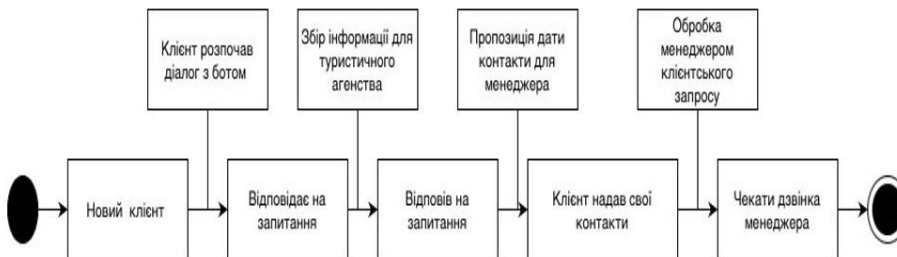 Клієнт розпочав
діалог з ботом
Збір інформації для
туристичного
агенства
Пропозиція дати
контакти для
менеджера
Обробка
менеджером
клієнтського
запросу
Новий клієнт
Відповідає на
запитання
Відповів на
запитання
Клієнт надав свої
контакти
Чекати дзвінка
менеджера